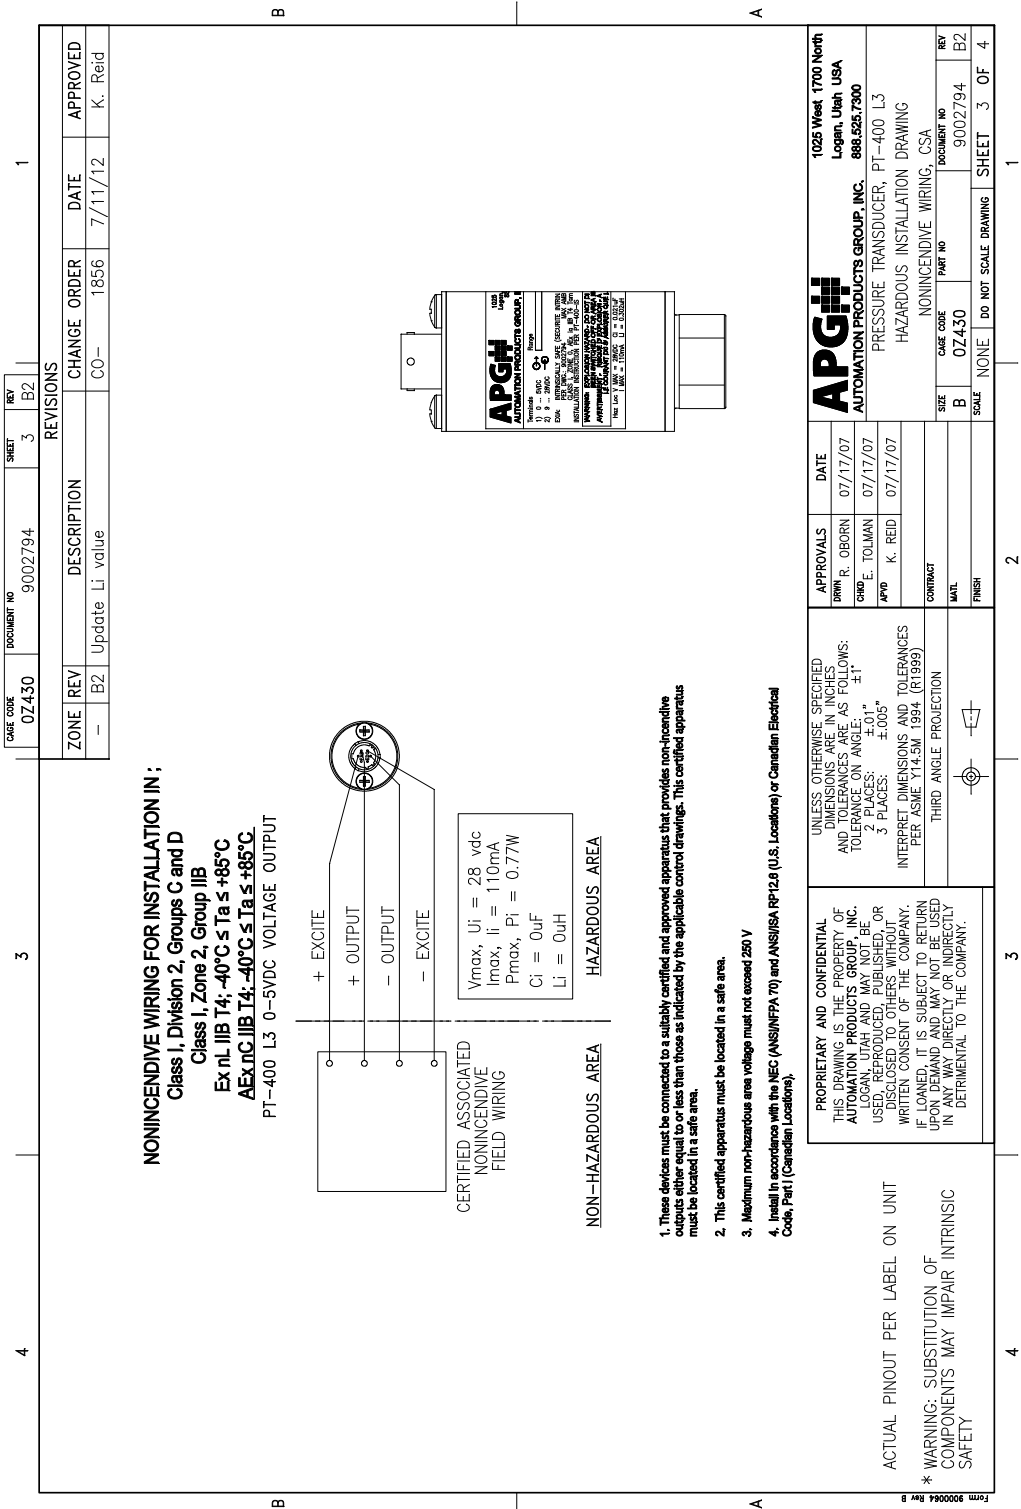 4
3
2
1
B
A
CAGE CODE
0Z430
DOCUMENT NO
9002794
SHEET
3
REV
B2
REVISIONS
ZONE REV DESCRIPTION CHANGE ORDER DATE APPROVED
– B2 Update Li value CO– 1856 7/11/12 K. Reid
NONINCENDIVE WIRING FOR INSTALLATION IN ;
Class I, Division 2, Groups C and D
Class I, Zone 2, Group IIB
Ex nL IIB T4; -40°C ≤ Ta ≤ +85°C
AEx nC IIB T4; -40°C ≤ Ta ≤ +85°C
PT–400 L3 0–5VDC VOLTAGE OUTPUT
+ EXCITE
+ OUTPUT
– OUTPUT
– EXCITE
CERTIFIED ASSOCIATED
NONINCENDIVE
FIELD WIRING
Vmax, Ui = 28 vdc
Imax, Ii = 110mA
Pmax, Pi = 0.77W
Ci = 0uF
Li = 0uH
NON–HAZARDOUS AREA
HAZARDOUS AREA
APG
AUTOMATION PRODUCTS GROUP,
1025
Range
Terminals
1. These devices must be connected to a suitably certified and approved apparatus that provides non-incendive
outputs either equal to or less than those as indicated by the applicable control drawings. This certified apparatus
must be located in a safe area.
2. This certified apparatus must be located in a safe area.
3. Maximum non-hazardous area voltage must not exceed 250 V
4. Install in accordance with the NEC (ANSI/NFPA 70) and ANSI/ISA RP12.6 (U.S. Locations) or Canadian Electrical
Code, Part I (Canadian Locations).
ACTUAL PINOUT PER LABEL ON UNIT
* WARNING: SUBSTITUTION OF
COMPONENTS MAY IMPAIR INTRINSIC
SAFETY
PROPRIETARY AND CONFIDENTIAL
THIS DRAWING IS THE PROPERTY OF
AUTOMATION PRODUCTS GROUP, INC.
LOGAN, UTAH AND MAY NOT BE
USED, REPRODUCED, PUBLISHED, OR
DISCLOSED TO OTHERS WITHOUT
WRITTEN CONSENT OF THE COMPANY.
IF LOANED, IT IS SUBJECT TO RETURN
UPON DEMAND AND MAY NOT BE USED
IN ANY WAY DIRECTLY OR INDIRECTLY
DETRIMENTAL TO THE COMPANY.
UNLESS OTHERWISE SPECIFIED
DIMENSIONS ARE IN INCHES
AND TOLERANCES ARE AS FOLLOWS:
TOLERANCE ON ANGLE: ±1°
2 PLACES: ±.01"
3 PLACES: ±.005"
INTERPRET DIMENSIONS AND TOLERANCES
PER ASME Y14.5M 1994 (R1999)
THIRD ANGLE PROJECTION
APPROVALS DATE
DRWN R. OBORN 07/17/07
CHKD E. TOLMAN 07/17/07
APVD K. REID 07/17/07
CONTRACT
MATL
FINISH
APG
AUTOMATION PRODUCTS GROUP, INC.
1025 West 1700 North
Logan, Utah USA
888.525.7300
PRESSURE TRANSDUCER, PT–400 L3
HAZARDOUS INSTALLATION DRAWING
NONINCENDIVE WIRING, CSA
SIZE
B
CAGE CODE
0Z430
PART NO
DOCUMENT NO
9002794
REV
B2
SCALE NONE DO NOT SCALE DRAWING SHEET 3 OF 4
Form 9000064 Rev B
4
3
2
1
B
A